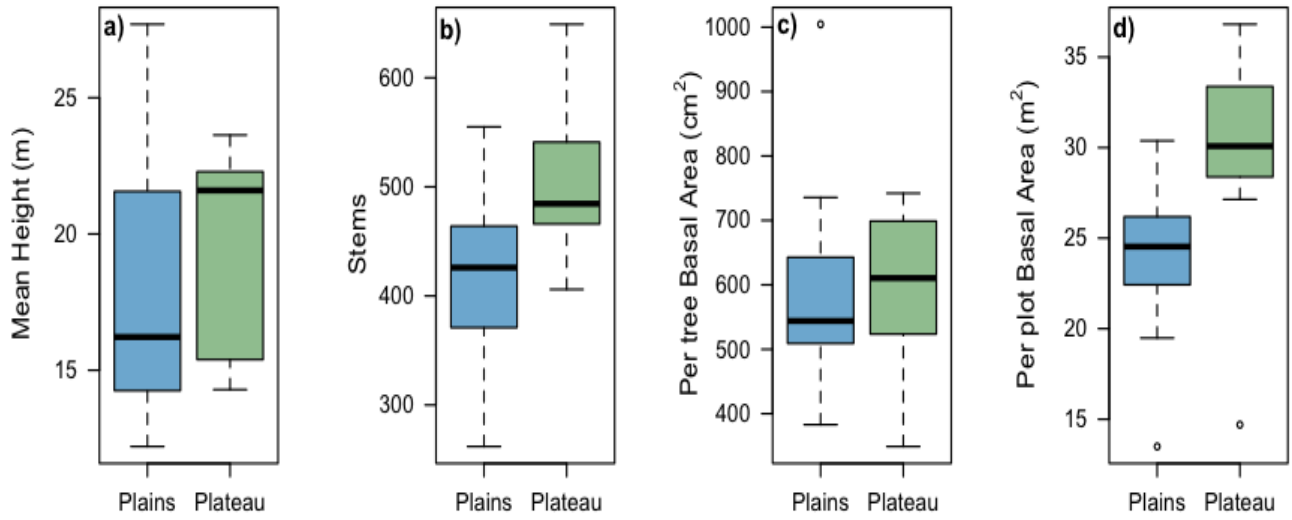 a)
Mean Height (m)
25
20
15
Plains Plateau
b)
Stems
600
500
400
300
Plains Plateau
c)
Per tree Basal Area (cm²)
1000
900
800
700
600
500
400
Plains Plateau
d)
Per plot Basal Area (m²)
35
30
25
20
15
Plains Plateau